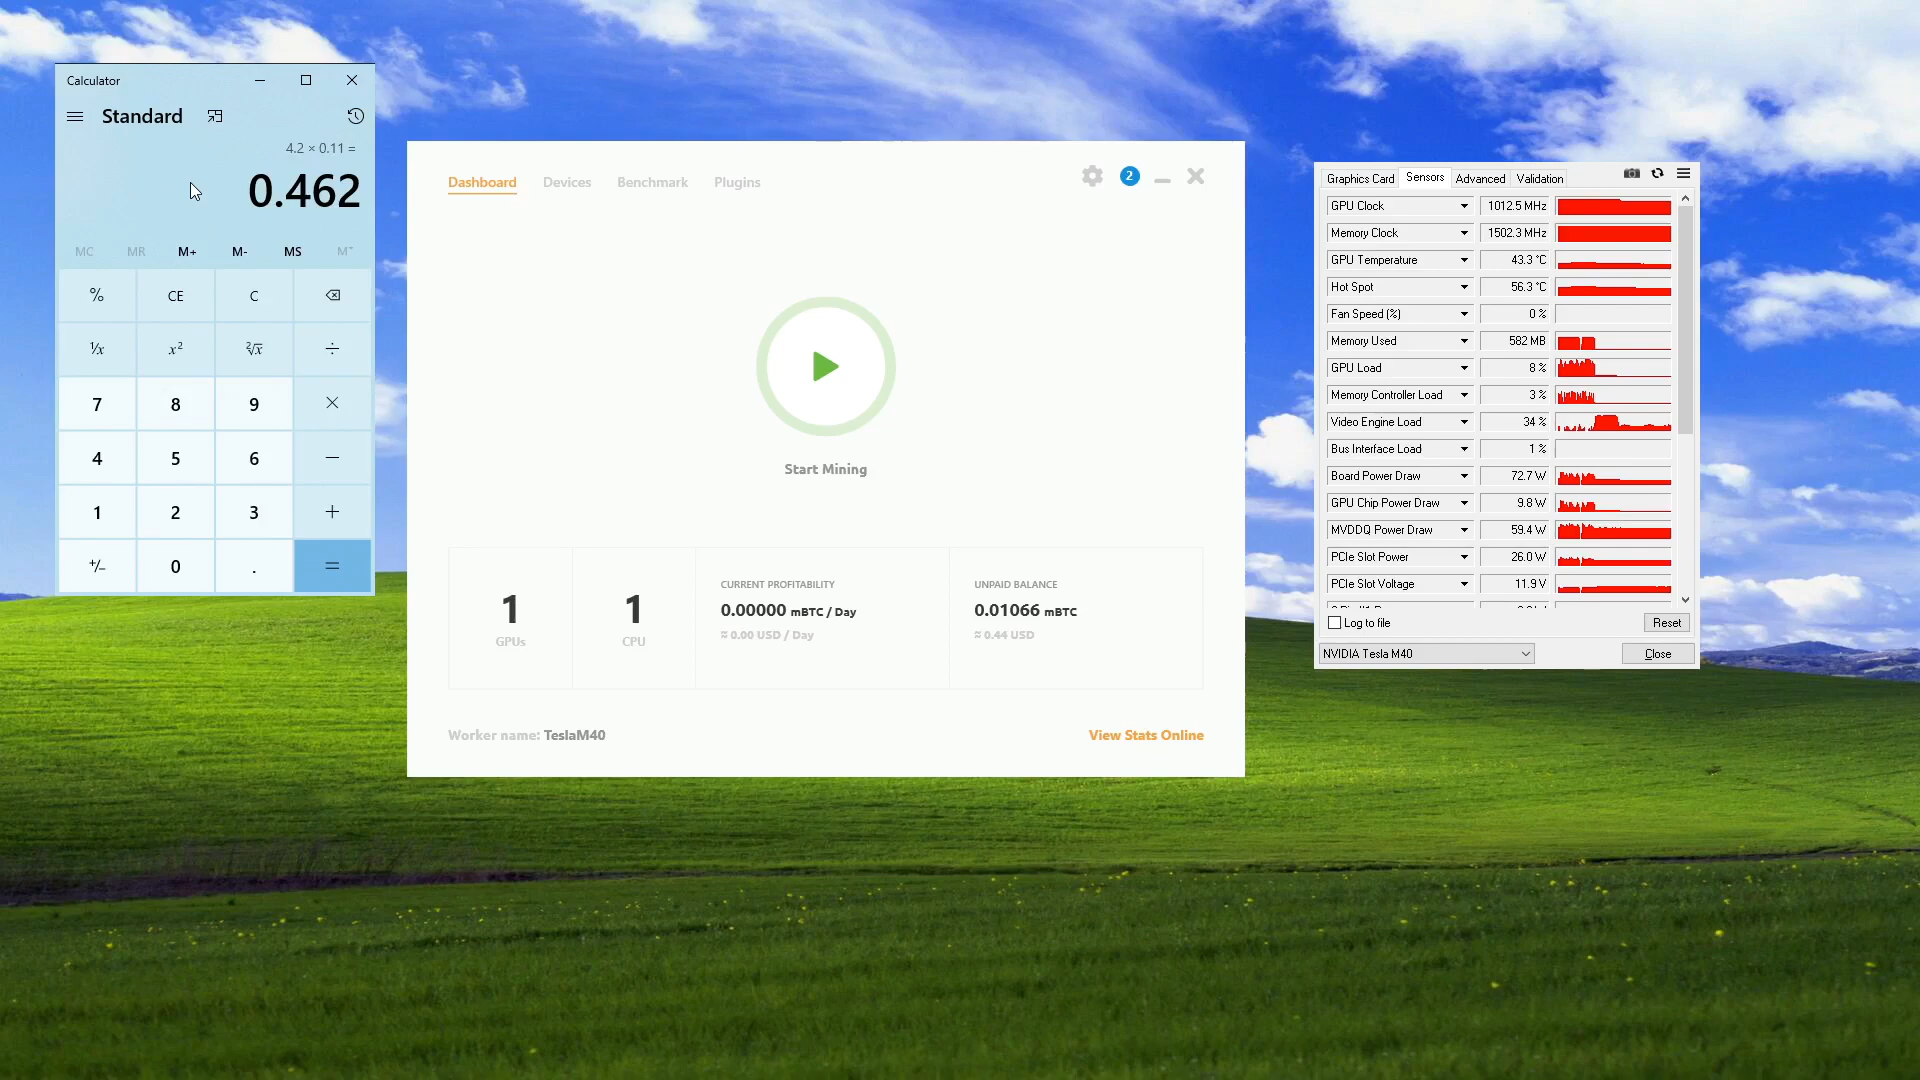 Calculator
Standard
4.2 × 0.11 =
0.462
MC MR M+ M- MS M˅
% CE C
¹/x x² ²√x ÷
7 8 9 ×
4 5 6 −
1 2 3 +
+/− 0 . =
Dashboard Devices Benchmark Plugins
2
Start Mining
1
GPUs
1
CPU
CURRENT PROFITABILITY
0.00000 mBTC / Day
≈ 0.00 USD / Day
UNPAID BALANCE
0.01066 mBTC
≈ 0.44 USD
Worker name: TeslaM40
View Stats Online
Graphics Card Sensors Advanced Validation
GPU Clock 1012.5 MHz
Memory Clock 1502.3 MHz
GPU Temperature 43.3 °C
Hot Spot 56.3 °C
Fan Speed (%) 0 %
Memory Used 582 MB
GPU Load 8 %
Memory Controller Load 3 %
Video Engine Load 34 %
Bus Interface Load 1 %
Board Power Draw 72.7 W
GPU Chip Power Draw 9.8 W
MVDDQ Power Draw 59.4 W
PCIe Slot Power 26.0 W
PCIe Slot Voltage 11.9 V
Log to file
Reset
NVIDIA Tesla M40
Close